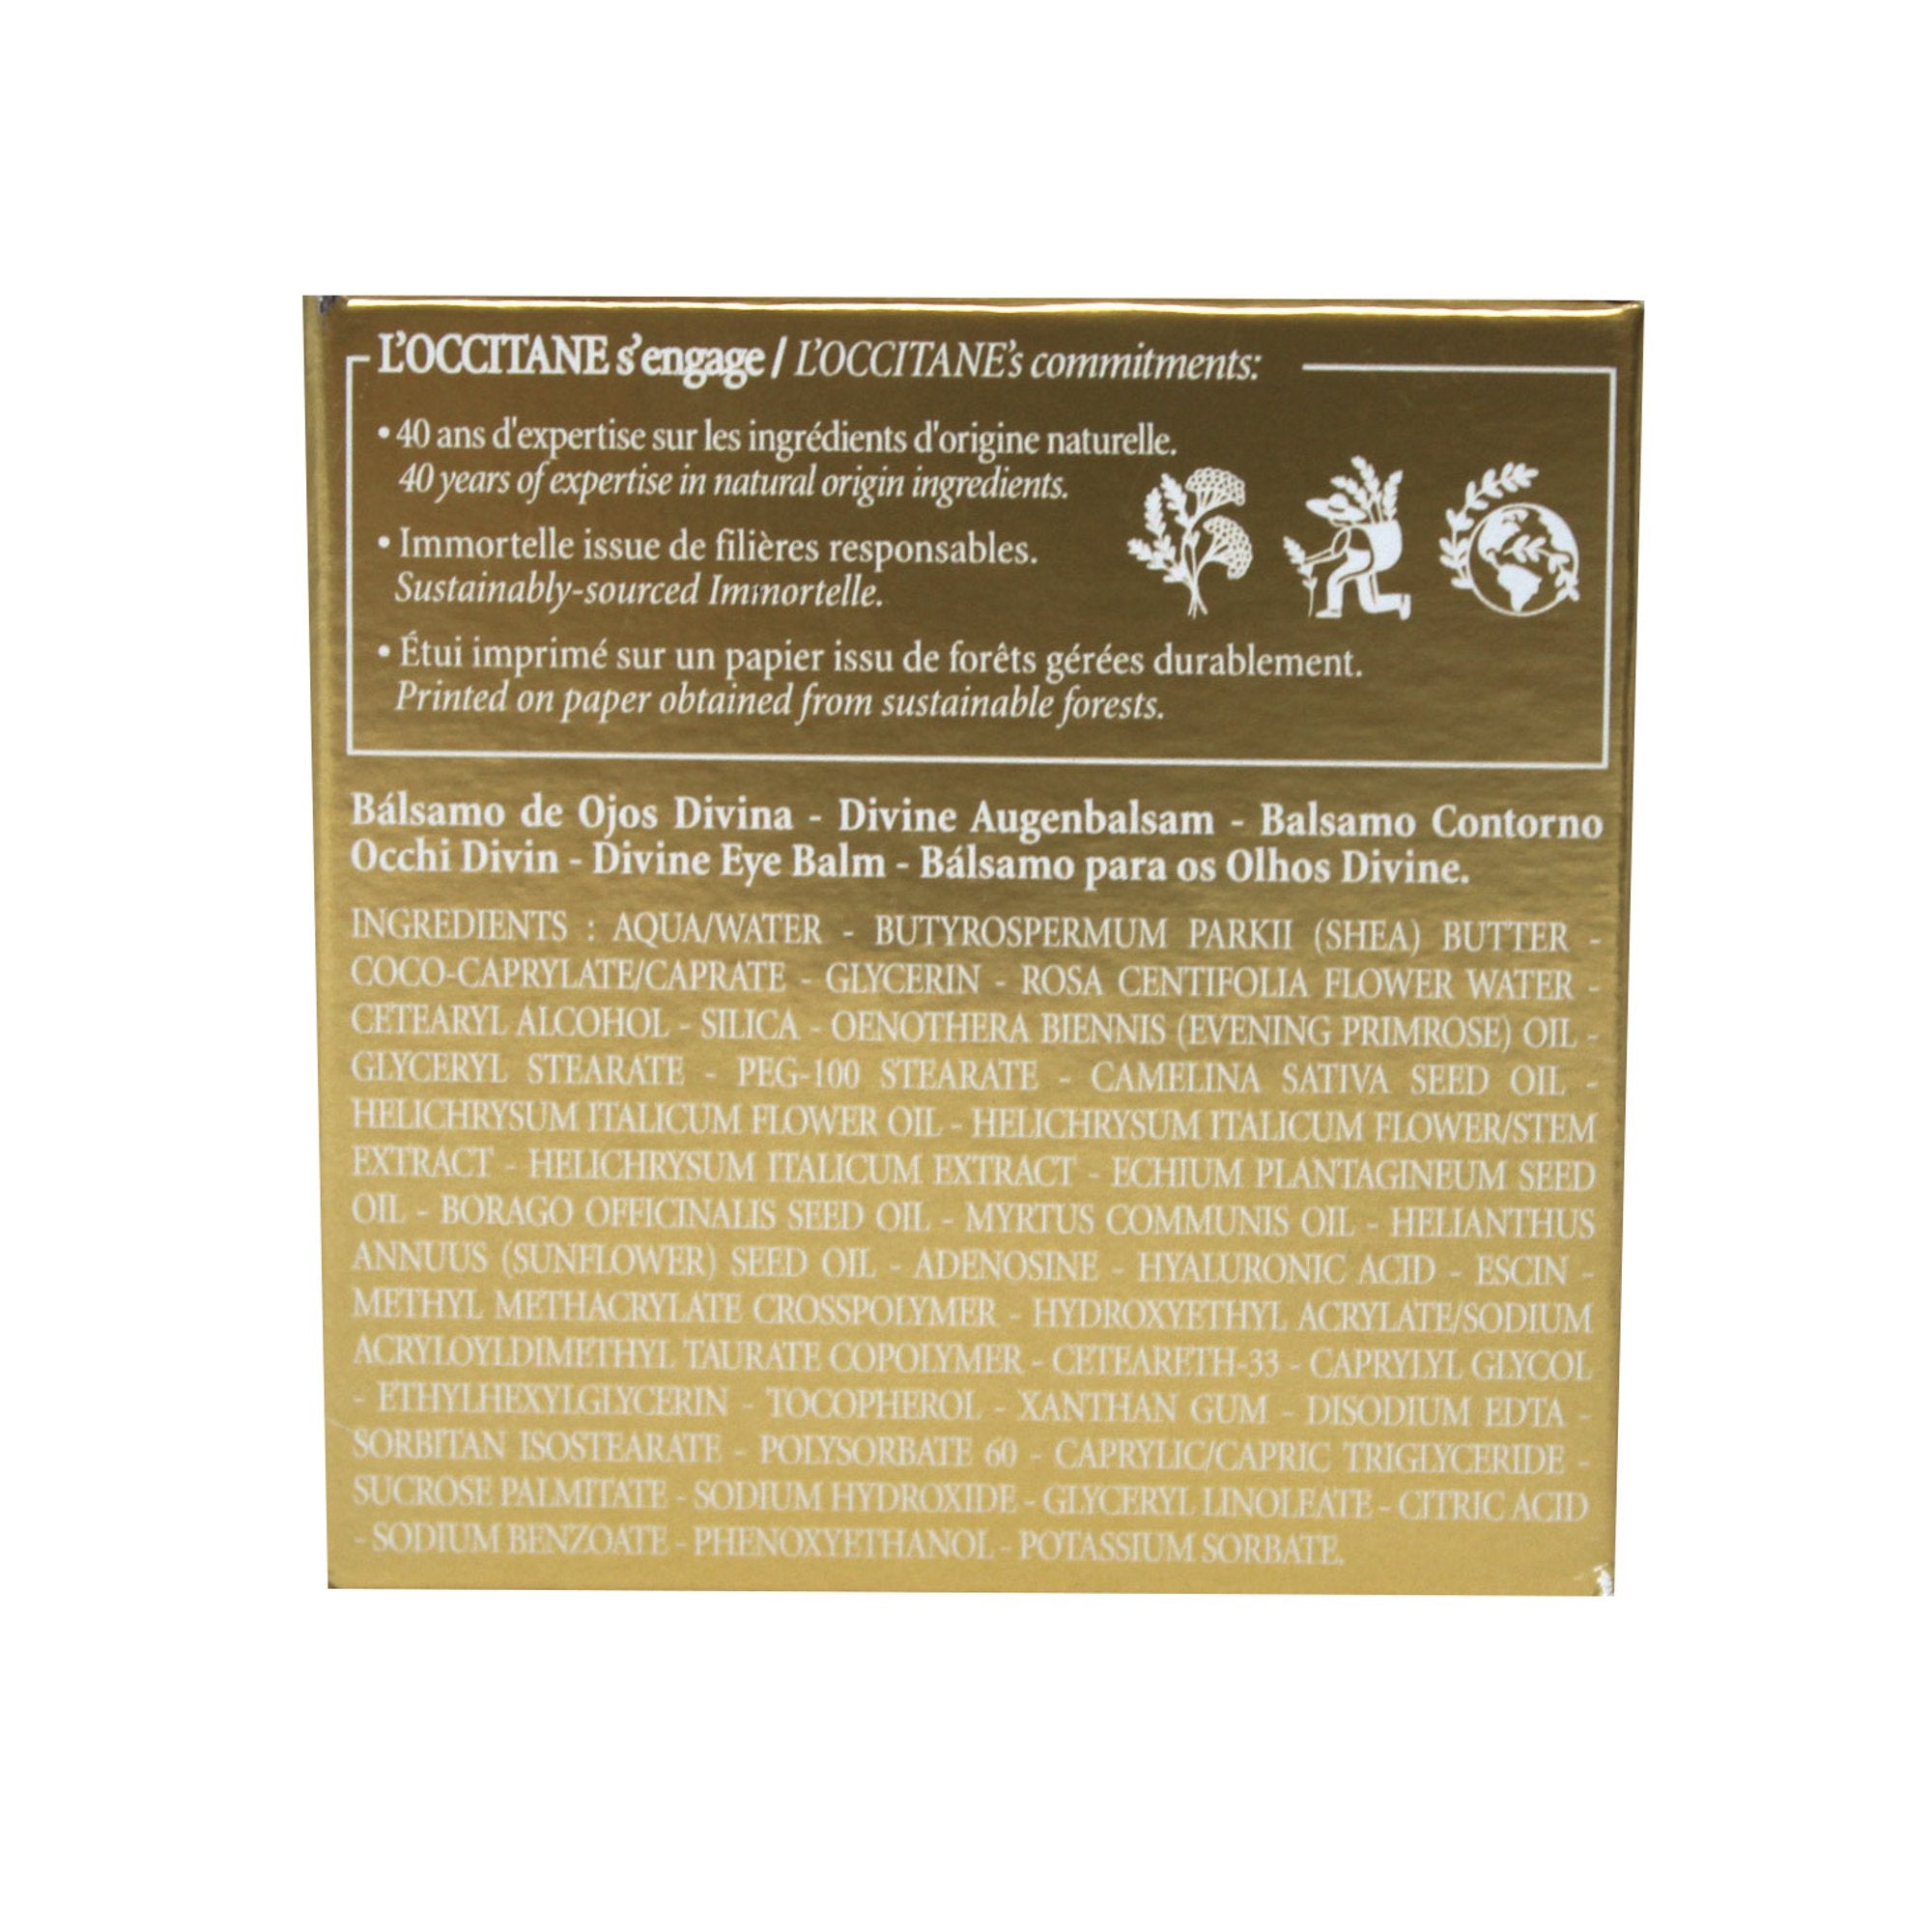 L'OCCITANE s'engage / L'OCCITANE's commitments:
• 40 ans d'expertise sur les ingrédients d'origine naturelle.
40 years of expertise in natural origin ingredients.
• Immortelle issue de filières responsables.
Sustainably-sourced Immortelle.
• Étui imprimé sur un papier issu de forêts gérées durablement.
Printed on paper obtained from sustainable forests.
Bálsamo de Ojos Divina - Divine Augenbalsam - Balsamo Contorno
Occhi Divin - Divine Eye Balm - Bálsamo para os Olhos Divine.
INGREDIENTS : AQUA/WATER - BUTYROSPERMUM PARKII (SHEA) BUTTER -
COCO-CAPRYLATE/CAPRATE - GLYCERIN - ROSA CENTIFOLIA FLOWER WATER -
CETEARYL ALCOHOL - SILICA - OENOTHERA BIENNIS (EVENING PRIMROSE) OIL -
GLYCERYL STEARATE - PEG-100 STEARATE - CAMELINA SATIVA SEED OIL -
HELICHRYSUM ITALICUM FLOWER OIL - HELICHRYSUM ITALICUM FLOWER/STEM
EXTRACT - HELICHRYSUM ITALICUM EXTRACT - ECHIUM PLANTAGINEUM SEED
OIL - BORAGO OFFICINALIS SEED OIL - MYRTUS COMMUNIS OIL - HELIANTHUS
ANNUUS (SUNFLOWER) SEED OIL - ADENOSINE - HYALURONIC ACID - ESCIN -
METHYL METHACRYLATE CROSSPOLYMER - HYDROXYETHYL ACRYLATE/SODIUM
ACRYLOYLDIMETHYL TAURATE COPOLYMER - CETEARETH-33 - CAPRYLYL GLYCOL
- ETHYLHEXYLGLYCERIN - TOCOPHEROL - XANTHAN GUM - DISODIUM EDTA -
SORBITAN ISOSTEARATE - POLYSORBATE 60 - CAPRYLIC/CAPRIC TRIGLYCERIDE -
SUCROSE PALMITATE - SODIUM HYDROXIDE - GLYCERYL LINOLEATE - CITRIC ACID
- SODIUM BENZOATE - PHENOXYETHANOL - POTASSIUM SORBATE.